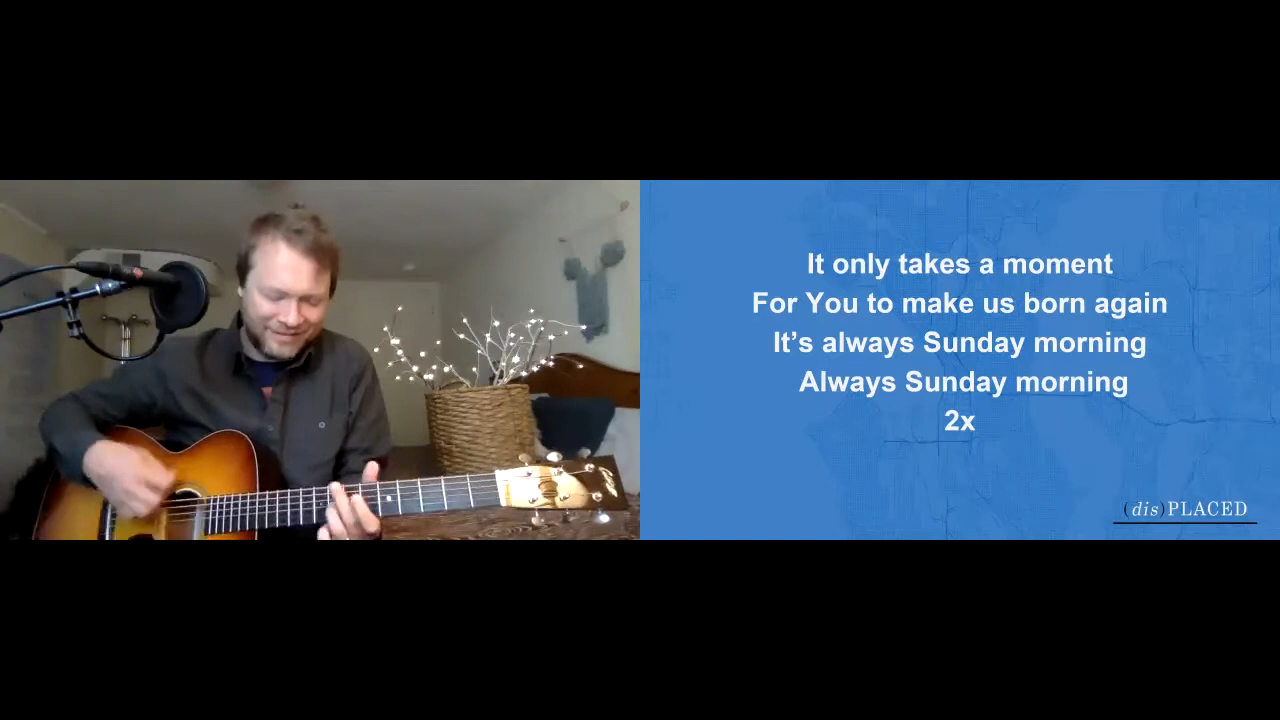 It only takes a moment
For You to make us born again
It’s always Sunday morning
Always Sunday morning
2x
(dis)PLACED